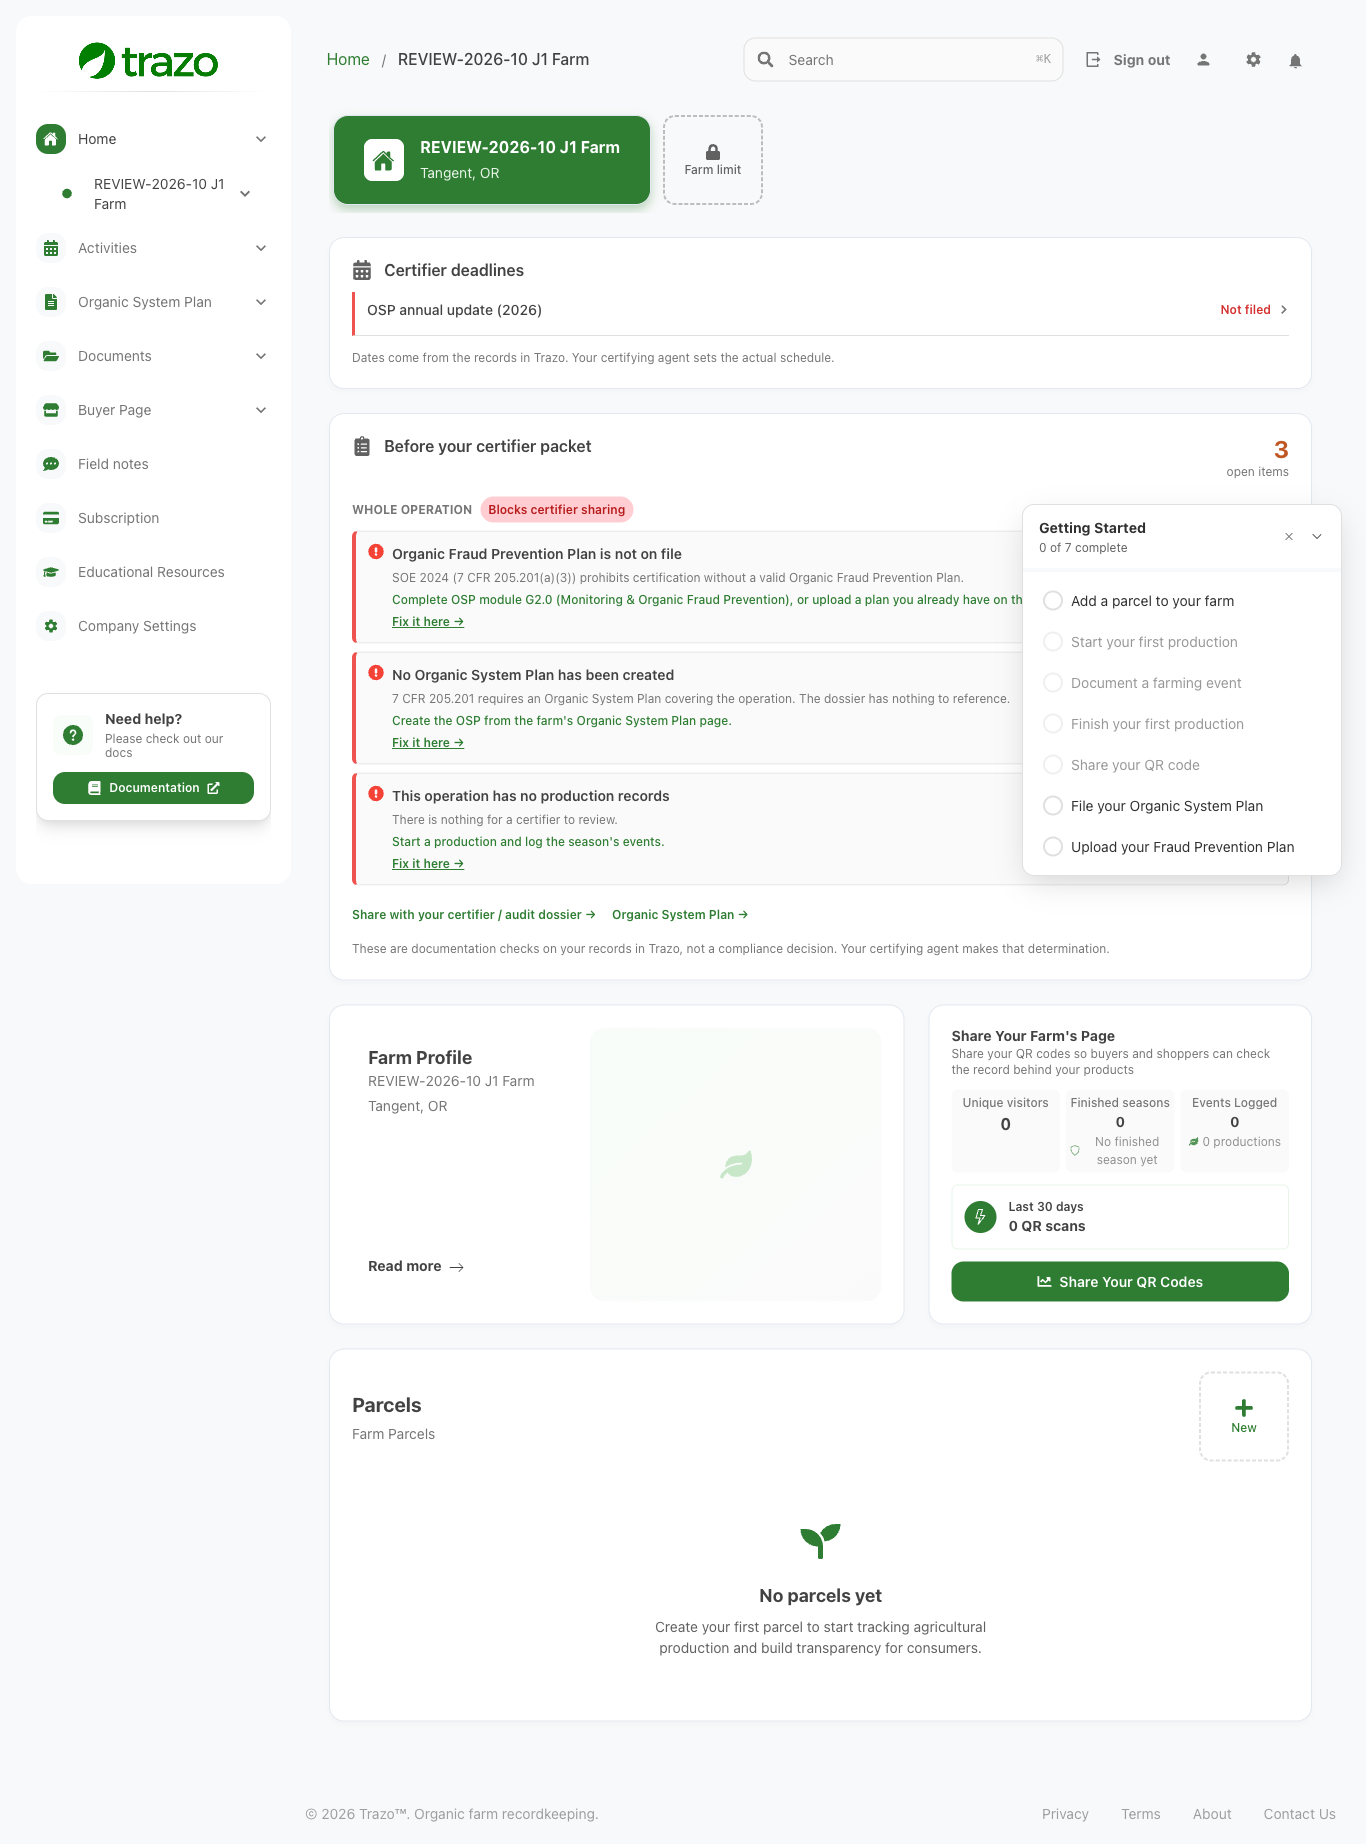 trazo
Home
REVIEW-2026-10 J1
Farm
Activities
Organic System Plan
Documents
Buyer Page
Field notes
Subscription
Educational Resources
Company Settings
Need help?
Please check out our
docs
Documentation
Home / REVIEW-2026-10 J1 Farm
Search ⌘K
Sign out
REVIEW-2026-10 J1 Farm
Tangent, OR
Farm limit
Certifier deadlines
OSP annual update (2026) Not filed
Dates come from the records in Trazo. Your certifying agent sets the actual schedule.
Before your certifier packet
3
open items
WHOLE OPERATION Blocks certifier sharing
Organic Fraud Prevention Plan is not on file
SOE 2024 (7 CFR 205.201(a)(3)) prohibits certification without a valid Organic Fraud Prevention Plan.
Complete OSP module G2.0 (Monitoring & Organic Fraud Prevention), or upload a plan you already have on th
Fix it here →
No Organic System Plan has been created
7 CFR 205.201 requires an Organic System Plan covering the operation. The dossier has nothing to reference.
Create the OSP from the farm's Organic System Plan page.
Fix it here →
This operation has no production records
There is nothing for a certifier to review.
Start a production and log the season's events.
Fix it here →
Share with your certifier / audit dossier → Organic System Plan →
These are documentation checks on your records in Trazo, not a compliance decision. Your certifying agent makes that determination.
Getting Started
0 of 7 complete
Add a parcel to your farm
Start your first production
Document a farming event
Finish your first production
Share your QR code
File your Organic System Plan
Upload your Fraud Prevention Plan
Farm Profile
REVIEW-2026-10 J1 Farm
Tangent, OR
Read more →
Share Your Farm's Page
Share your QR codes so buyers and shoppers can check
the record behind your products
Unique visitors
0
Finished seasons
0
No finished
season yet
Events Logged
0
0 productions
Last 30 days
0 QR scans
Share Your QR Codes
Parcels
Farm Parcels
New
No parcels yet
Create your first parcel to start tracking agricultural
production and build transparency for consumers.
© 2026 Trazo™. Organic farm recordkeeping.
Privacy Terms About Contact Us